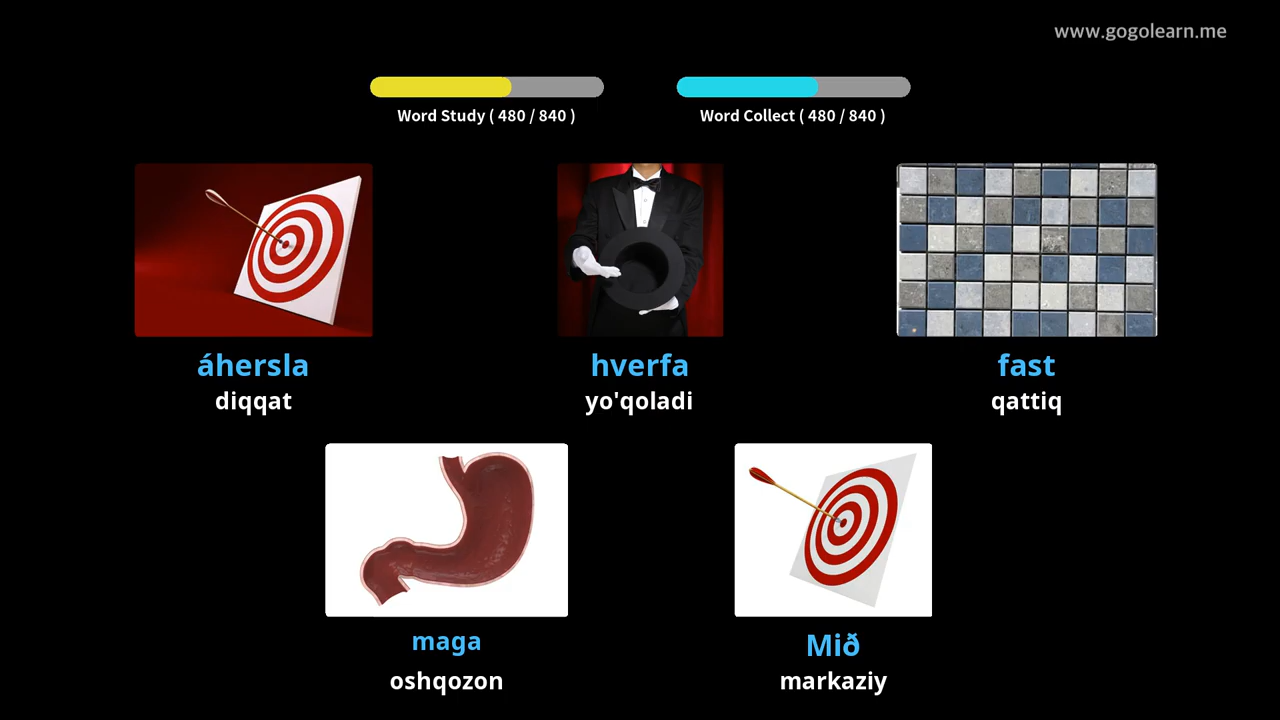 www.gogolearn.me
Word Study ( 480 / 840 )
Word Collect ( 480 / 840 )
áhersla
diqqat
hverfa
yo'qoladi
fast
qattiq
maga
oshqozon
Mið
markaziy